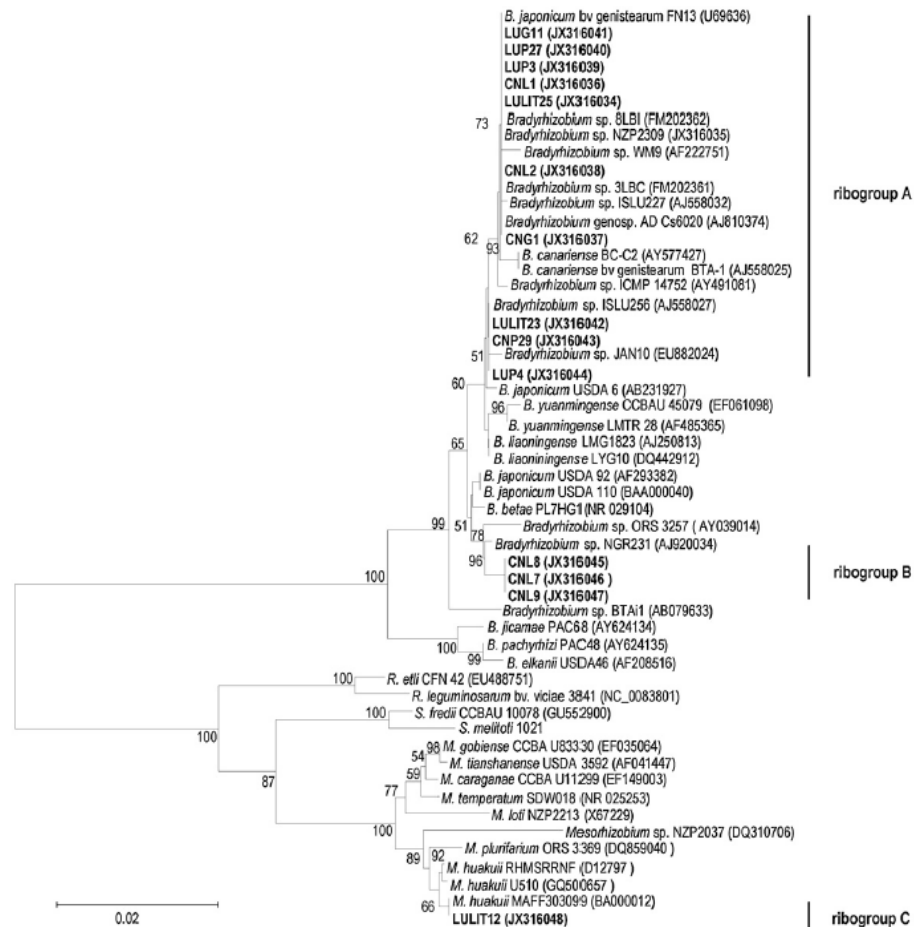 B. japonicum bv genistearum FN13 (U69636)
LUG11 (JX316041)
LUP27 (JX316040)
LUP3 (JX316039)
CNL1 (JX316036)
LULIT25 (JX316034)
73
Bradyrhizobium sp. 8LBI (FM202362)
Bradyrhizobium sp. NZP2309 (JX316035)
Bradyrhizobium sp. WM9 (AF222751)
CNL2 (JX316038)
Bradyrhizobium sp. 3LBC (FM202361)
ribogroup A
Bradyrhizobium sp. ISLU227 (AJ558032)
Bradyrhizobium genosp. AD Cs6020 (AJ810374)
62
CNG1 (JX316037)
93
B. canariense BC-C2 (AY577427)
B. canariense bv genistearum BTA-1 (AJ558025)
Bradyrhizobium sp. ICMP 14752 (AY491081)
Bradyrhizobium sp. ISLU256 (AJ558027)
LULIT23 (JX316042)
CNP29 (JX316043)
51
Bradyrhizobium sp. JAN10 (EU882024)
LUP4 (JX316044)
60
B. japonicum USDA 6 (AB231927)
96
B. yuanmingense CCBAU 45079 (EF061098)
B. yuanmingense LMTR 28 (AF485365)
65
B. liaoningense LMG1823 (AJ250813)
B. liaoniningense LYG10 (DQ442912)
B. japonicum USDA 92 (AF293382)
B. japonicum USDA 110 (BAA000040)
B. betae PL7HG1(NR 029104)
99
51
Bradyrhizobium sp. ORS 3257 ( AY039014)
78
Bradyrhizobium sp. NGR231 (AJ920034)
96
CNL8 (JX316045)
CNL7 (JX316046 )
ribogroup B
100
CNL9 (JX316047)
Bradyrhizobium sp. BTAi1 (AB079633)
B. jicamae PAC68 (AY624134)
100
B. pachyrhizi PAC48 (AY624135)
99
B. elkanii USDA46 (AF208516)
100
R. etli CFN 42 (EU488751)
R. leguminosarum bv. viciae 3841 (NC_0083801)
100
S. fredii CCBAU 10078 (GU552900)
S. melitoti 1021
100
98
M. gobiense CCBA U83330 (EF035064)
54
M. tianshanense USDA 3592 (AF041447)
59
M. caraganae CCBA U11299 (EF149003)
87
77
M. temperatum SDW018 (NR 025253)
M. loti NZP2213 (X67229)
100
Mesorhizobium sp. NZP2037 (DQ310706)
92
M. plurifarium ORS 3369 (DQ859040 )
89
M. huakuii RHMSRRNF (D12797 )
M. huakuii U510 (GQ500657 )
M. huakuii MAFF303099 (BA000012)
66
LULIT12 (JX316048)
ribogroup C
0.02